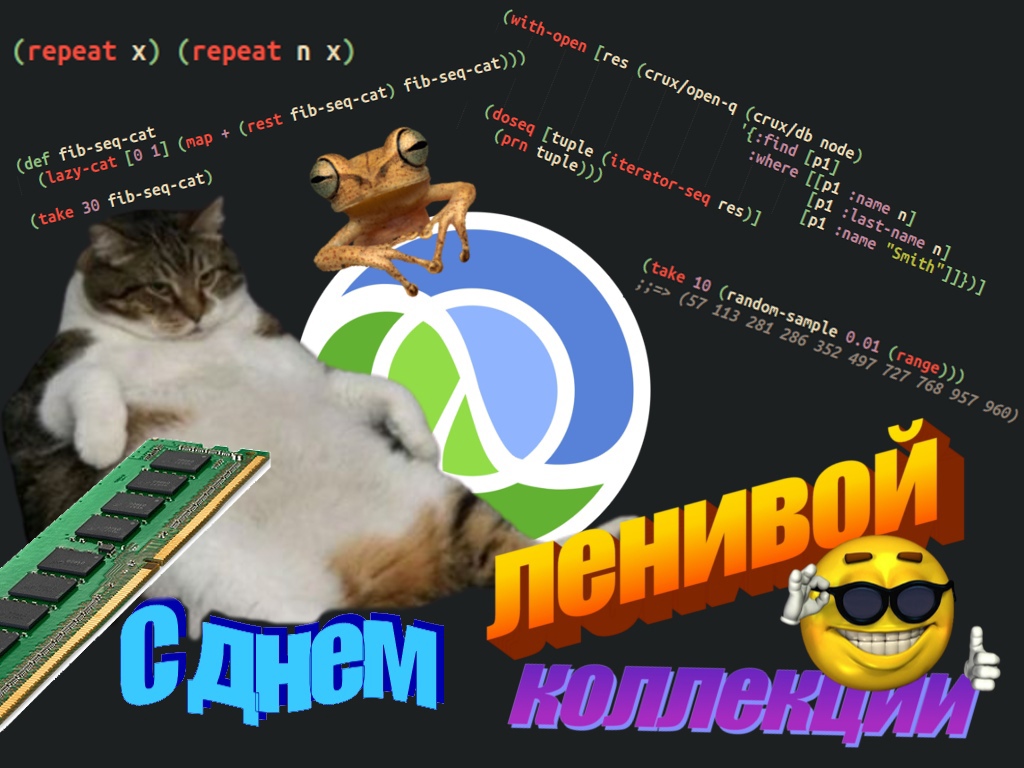 (repeat x) (repeat n x)
(def fib-seq-cat
(lazy-cat [0 1] (map + (rest fib-seq-cat) fib-seq-cat)))
(take 30 fib-seq-cat)
(with-open [res (crux/open-q (crux/db node)
'{:find [p1]
:where [[p1 :name n]
[p1 :last-name n]
[p1 :name "Smith"]]})]
(doseq [tuple (iterator-seq res)]
(prn tuple)))
(take 10 (random-sample 0.01 (range)))
;;=> (57 113 281 286 352 497 727 768 957 960)
С днем
ленивой
коллекции